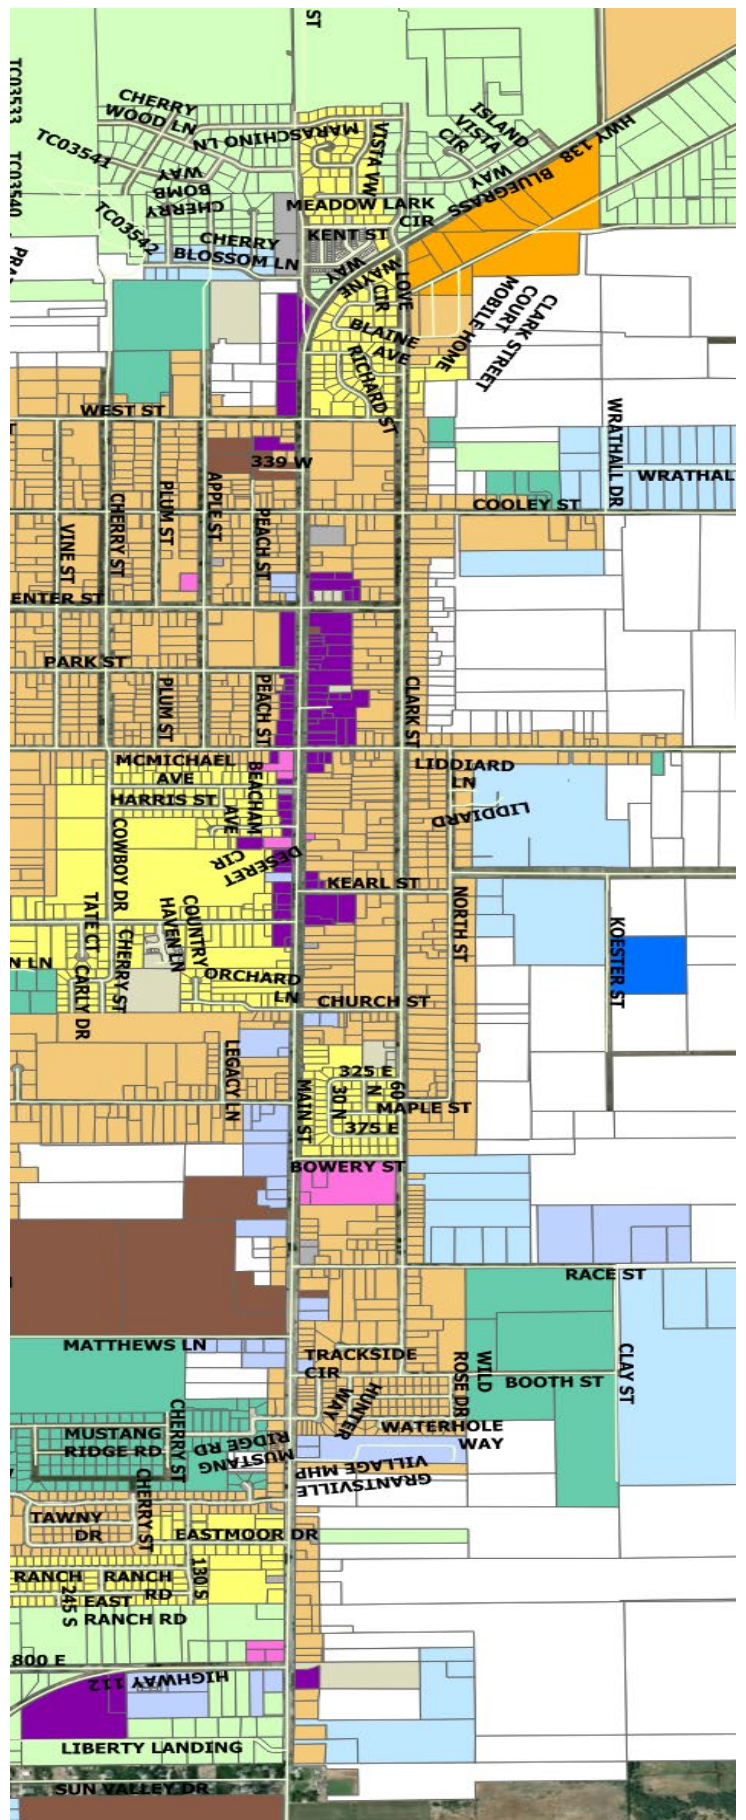 ST
TC03533
TC03540
CHERRY
WOOD LN
MARASCHINO LN
VISTA VW
ISLAND
VISTA
CIR
HWY 138
TC03541
CHERRY
BOMB
WAY
TC03542
BLUEGRASS
WAY
MEADOW LARK
CIR
KENT ST
CHERRY
BLOSSOM LN
WAYNE
WAY
LOVE
CIR
BLAINE
AVE
RICHARD ST
CLARK STREET
MOBILE HOME
COURT
WEST ST
339 W
WRATHALL DR
WRATHAL
COOLEY ST
VINE ST
CHERRY ST
PLUM ST
APPLE ST
PEACH ST
ENTER ST
PARK ST
PLUM ST
PEACH ST
CLARK ST
MCMICHAEL
AVE
HARRIS ST
BEACHAM
AVE
LIDDIARD
LN
LIDDIARD
DESERET
CIR
COWBOY DR
KEARL ST
NORTH ST
TATE CT
CHERRY ST
COUNTRY
HAVEN LN
KOESTER ST
N LN
CARLY DR
ORCHARD
LN
CHURCH ST
LEGACY LN
MAIN ST
325 E
30 N
60
N
MAPLE ST
375 E
BOWERY ST
RACE ST
MATTHEWS LN
TRACKSIDE
CIR
WILD
ROSE DR
BOOTH ST
CLAY ST
CHERRY ST
MUSTANG
RIDGE RD
MUSTANG
RIDGE RD
HUNTER
WAY
WATERHOLE
WAY
GRANTSVILLE
VILLAGE MHP
CHERRY ST
TAWNY
DR
EASTMOOR DR
RANCH
RANCH
RD
130 S
245 S
EAST
RANCH RD
800 E
HIGHWAY 112
LIBERTY LANDING
SUN VALLEY DR